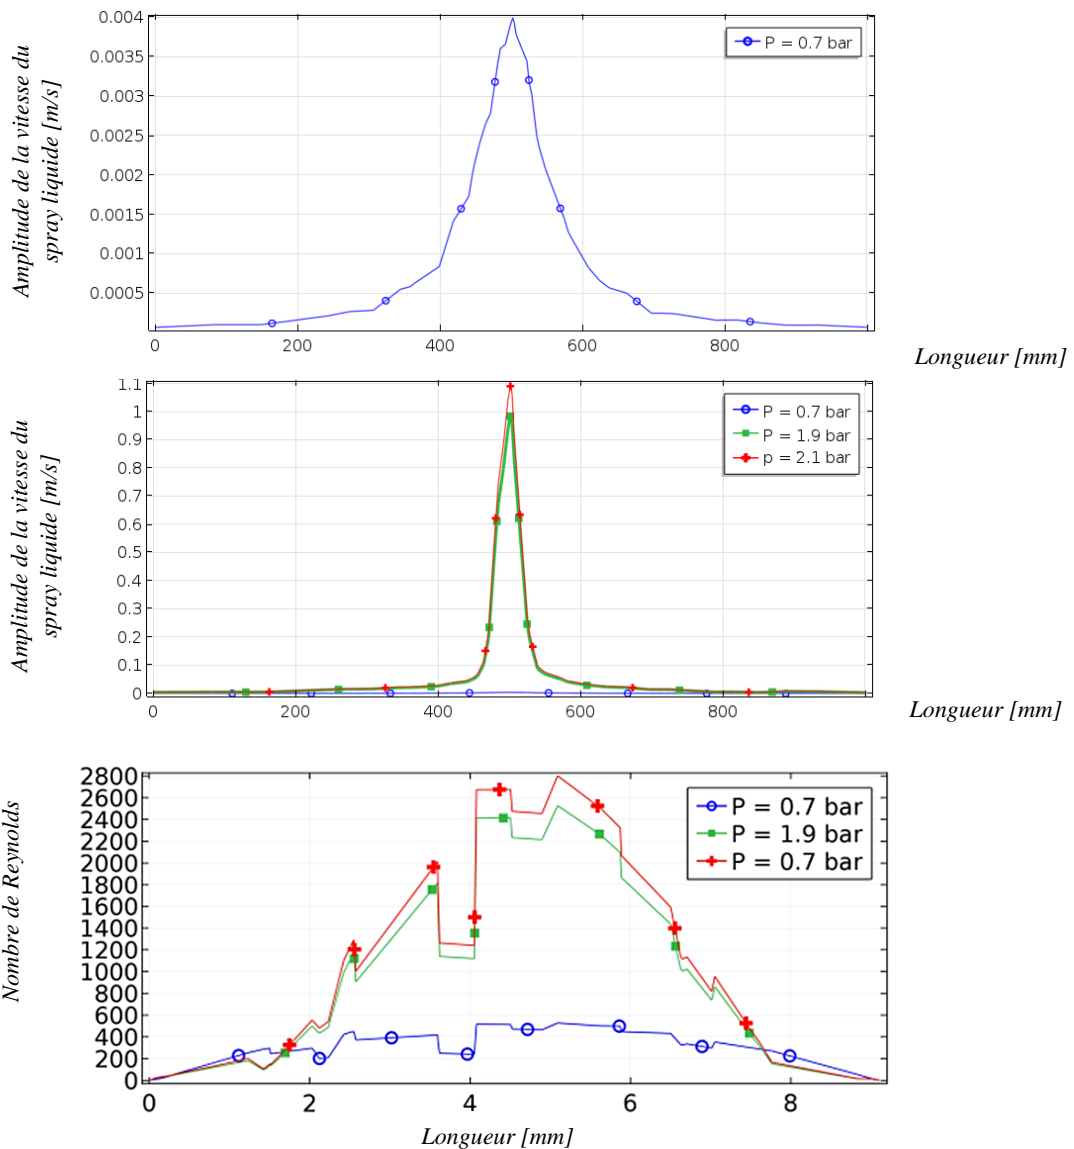 Amplitude de la vitesse du
spray liquide [m/s]
0.004
0.0035
0.003
0.0025
0.002
0.0015
0.001
0.0005
P = 0.7 bar
0 200 400 600 800
Longueur [mm]
Amplitude de la vitesse du
spray liquide [m/s]
1.1
1
0.9
0.8
0.7
0.6
0.5
0.4
0.3
0.2
0.1
0
P = 0.7 bar
P = 1.9 bar
p = 2.1 bar
0 200 400 600 800
Longueur [mm]
Nombre de Reynolds
2800
2600
2400
2200
2000
1800
1600
1400
1200
1000
800
600
400
200
0
P = 0.7 bar
P = 1.9 bar
P = 0.7 bar
0 2 4 6 8
Longueur [mm]